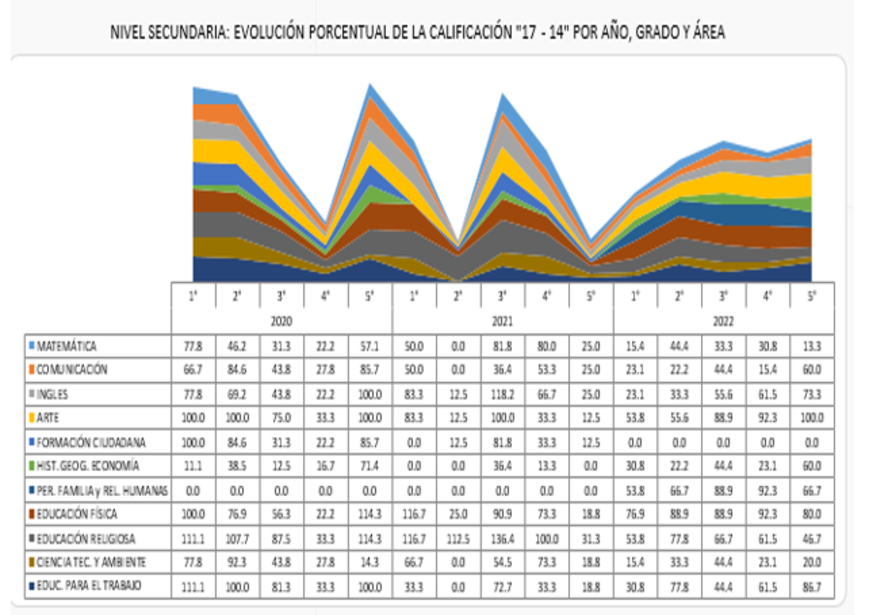 NIVEL SECUNDARIA: EVOLUCIÓN PORCENTUAL DE LA CALIFICACIÓN "17 - 14" POR AÑO, GRADO Y ÁREA
1° 2° 3° 4° 5° 1° 2° 3° 4° 5° 1° 2° 3° 4° 5°
2020 2021 2022
MATEMÁTICA 77.8 46.2 31.3 22.2 57.1 50.0 0.0 81.8 80.0 25.0 15.4 44.4 33.3 30.8 13.3
COMUNICACIÓN 66.7 84.6 43.8 27.8 85.7 50.0 0.0 36.4 53.3 25.0 23.1 22.2 44.4 15.4 60.0
INGLES 77.8 69.2 43.8 22.2 100.0 83.3 12.5 118.2 66.7 25.0 23.1 33.3 55.6 61.5 73.3
ARTE 100.0 100.0 75.0 33.3 100.0 83.3 12.5 100.0 33.3 12.5 53.8 55.6 88.9 92.3 100.0
FORMACIÓN CIUDADANA 100.0 84.6 31.3 22.2 85.7 0.0 12.5 81.8 33.3 12.5 0.0 0.0 0.0 0.0 0.0
HIST. GEOG. ECONOMÍA 11.1 38.5 12.5 16.7 71.4 0.0 0.0 36.4 13.3 0.0 30.8 22.2 44.4 23.1 60.0
PER. FAMILIA y REL. HUMANAS 0.0 0.0 0.0 0.0 0.0 0.0 0.0 0.0 0.0 0.0 53.8 66.7 88.9 92.3 66.7
EDUCACIÓN FÍSICA 100.0 76.9 56.3 22.2 114.3 116.7 25.0 90.9 73.3 18.8 76.9 88.9 88.9 92.3 80.0
EDUCACIÓN RELIGIOSA 111.1 107.7 87.5 33.3 114.3 116.7 112.5 136.4 100.0 31.3 53.8 77.8 66.7 61.5 46.7
CIENCIA TEC. Y AMBIENTE 77.8 92.3 43.8 27.8 14.3 66.7 0.0 54.5 73.3 18.8 15.4 33.3 44.4 23.1 20.0
EDUC. PARA EL TRABAJO 111.1 100.0 81.3 33.3 100.0 33.3 0.0 72.7 33.3 18.8 30.8 77.8 44.4 61.5 86.7